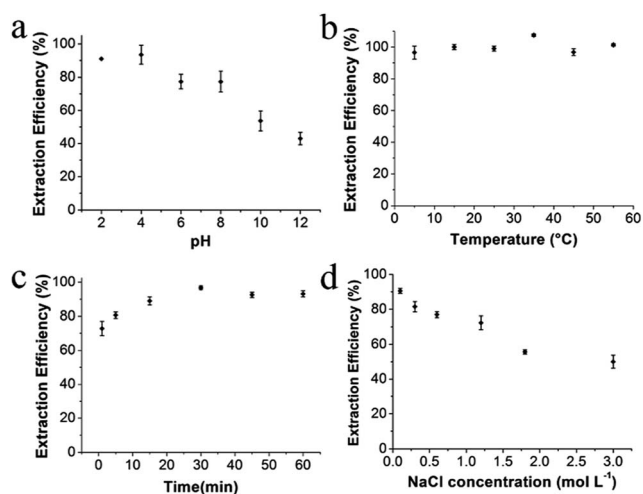 a
Extraction Efficiency (%)
100
80
60
40
20
0
2 4 6 8 10 12
pH
b
Extraction Efficiency (%)
120
100
80
60
40
20
0
0 10 20 30 40 50 60
Temperature (°C)
c
Extraction Efficiency (%)
100
80
60
40
20
0
0 10 20 30 40 50 60
Time(min)
d
Extraction Efficiency (%)
100
80
60
40
20
0
0.0 0.5 1.0 1.5 2.0 2.5 3.0
NaCl concentration (mol L⁻¹)